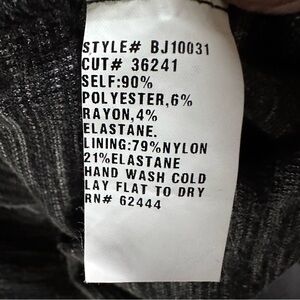 STYLE# BJ10031
CUT# 36241
SELF:90%
POLYESTER,6%
RAYON,4%
ELASTANE.
LINING:79%NYLON
21%ELASTANE
HAND WASH COLD
LAY FLAT TO DRY
RN# 62444